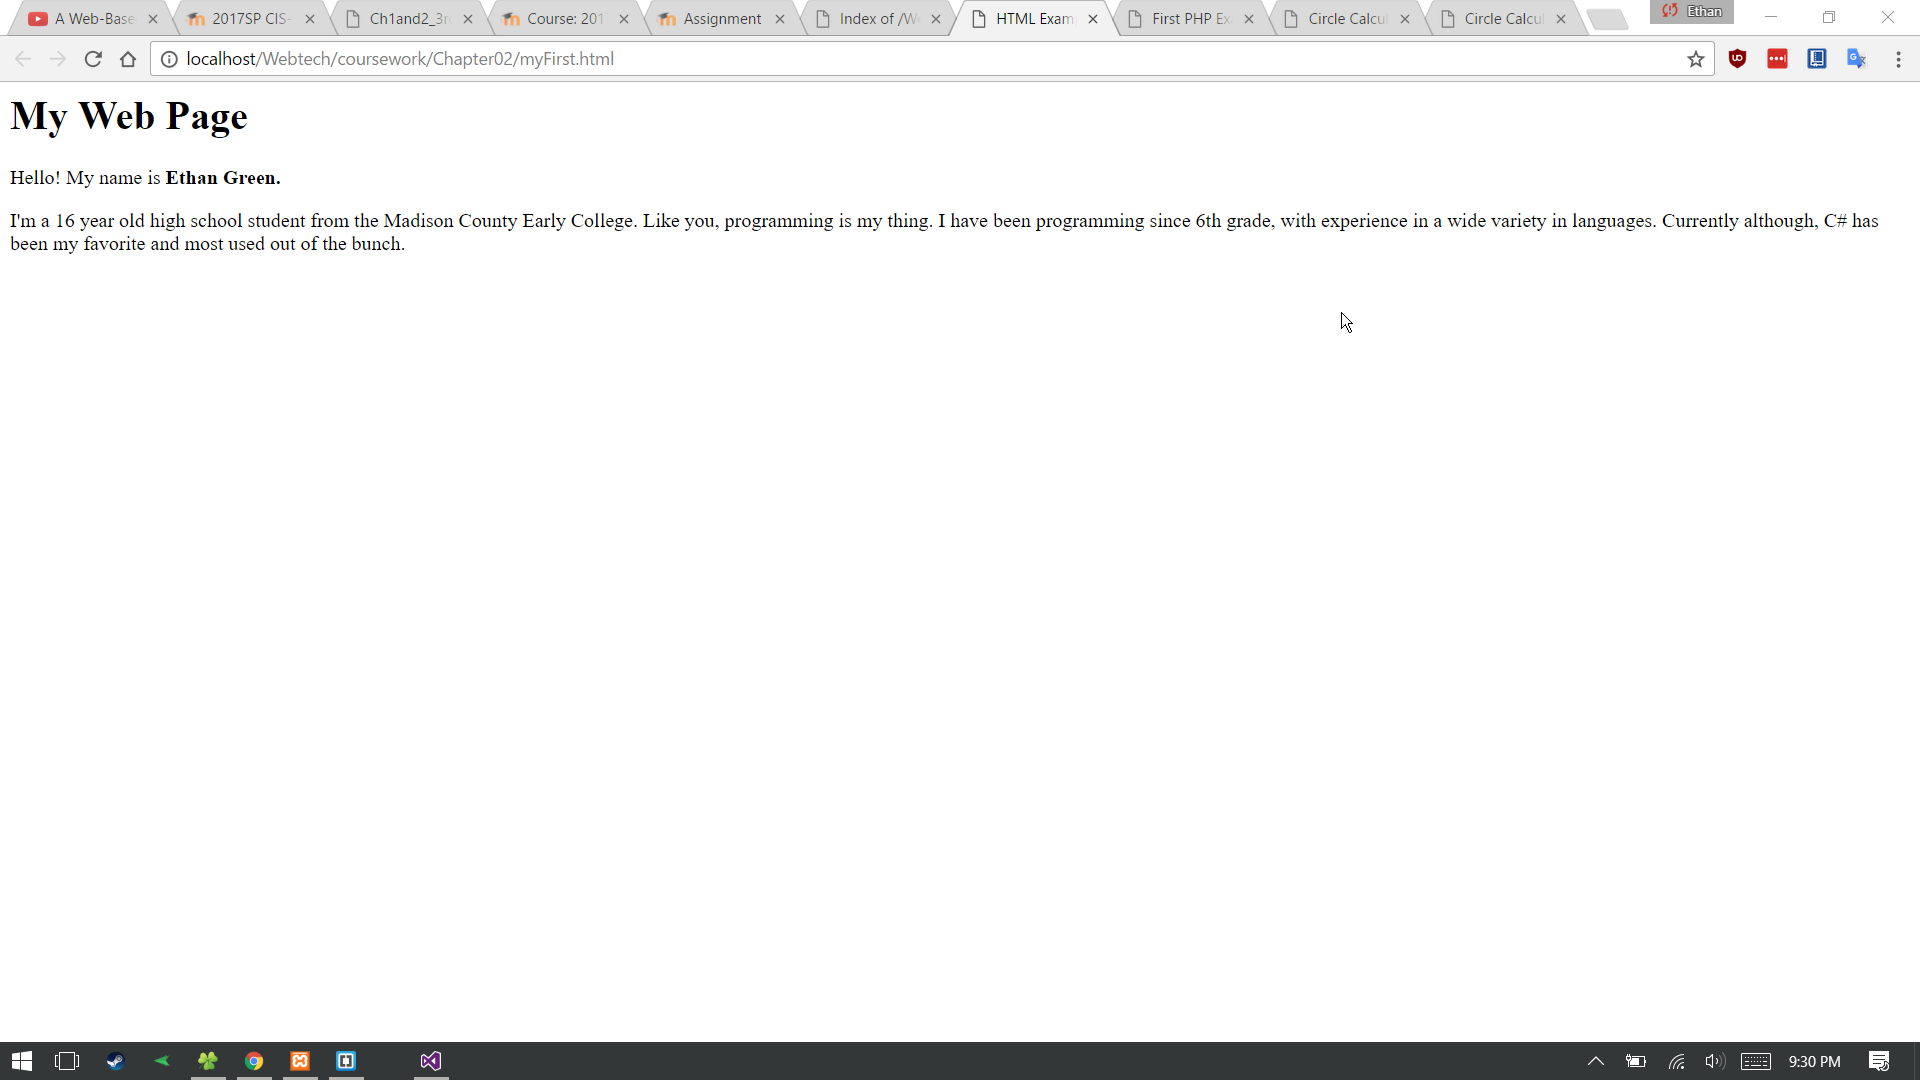 A Web-Base
2017SP CIS-
Ch1and2_3r
Course: 201
Assignment
Index of /We
HTML Exam
First PHP Ex
Circle Calcul
Circle Calcul
Ethan
localhost/Webtech/coursework/Chapter02/myFirst.html
My Web Page
Hello! My name is Ethan Green.
I'm a 16 year old high school student from the Madison County Early College. Like you, programming is my thing. I have been programming since 6th grade, with experience in a wide variety in languages. Currently although, C# has
been my favorite and most used out of the bunch.
9:30 PM